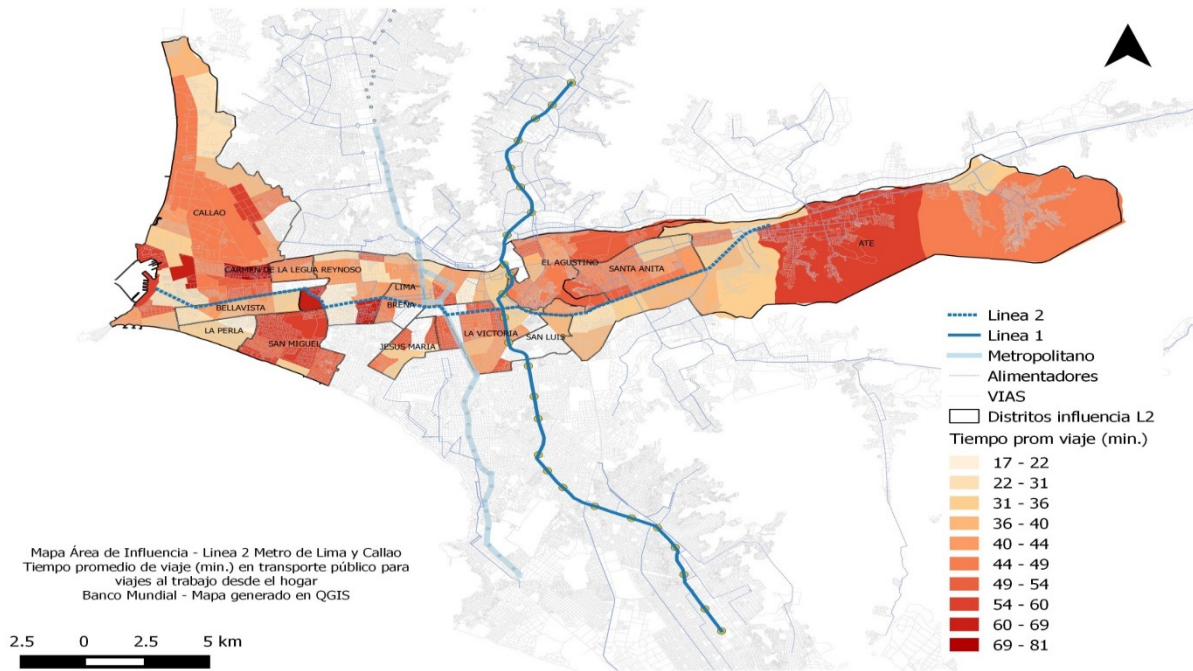 CALLAO
CARMEN DE LA LEGUA REYNOSO
LIMA
BREÑA
BELLAVISTA
LA PERLA
SAN MIGUEL
JESUS MARIA
LA VICTORIA
SAN LUIS
EL AGUSTINO
SANTA ANITA
ATE
Linea 2
Linea 1
Metropolitano
Alimentadores
VIAS
Distritos influencia L2
Tiempo prom viaje (min.)
17 - 22
22 - 31
31 - 36
36 - 40
40 - 44
44 - 49
49 - 54
54 - 60
60 - 69
69 - 81
Mapa Área de Influencia - Linea 2 Metro de Lima y Callao
Tiempo promedio de viaje (min.) en transporte público para
viajes al trabajo desde el hogar
Banco Mundial - Mapa generado en QGIS
2.5 0 2.5 5 km